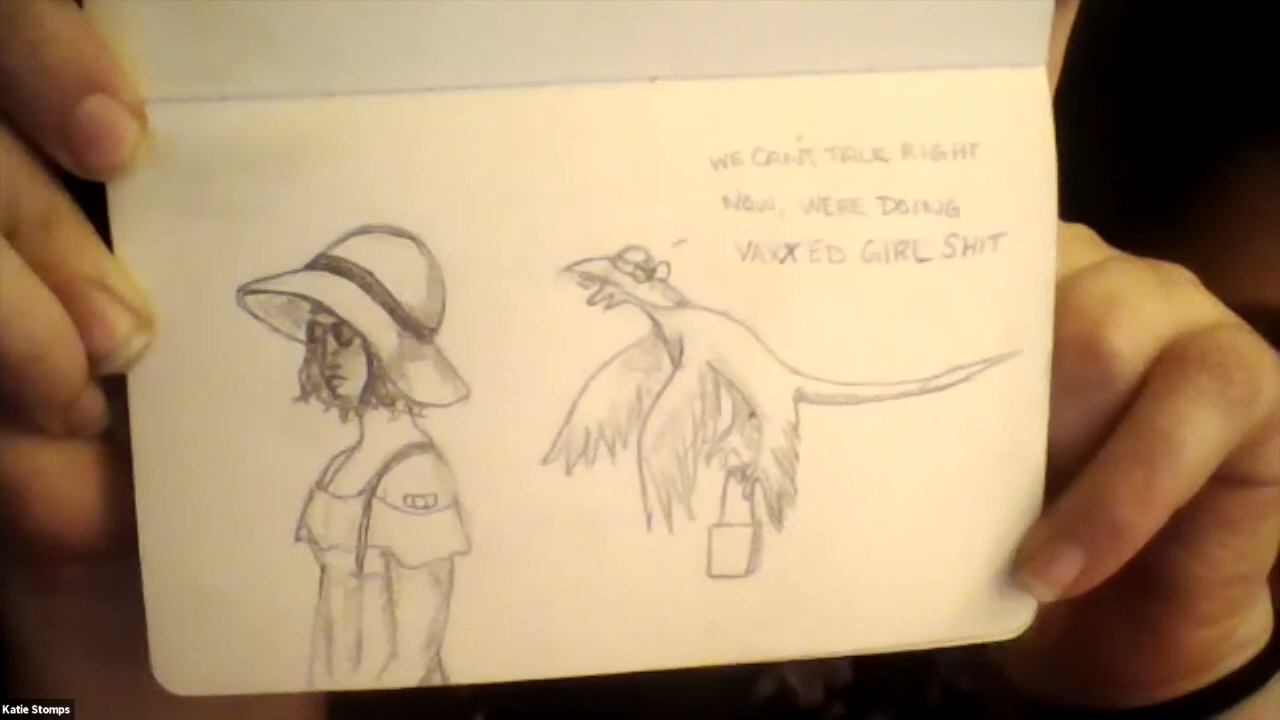 WE CAN'T TALK RIGHT
NOW, WE'RE DOING
VAXXED GIRL SHIT
Katie Stomps